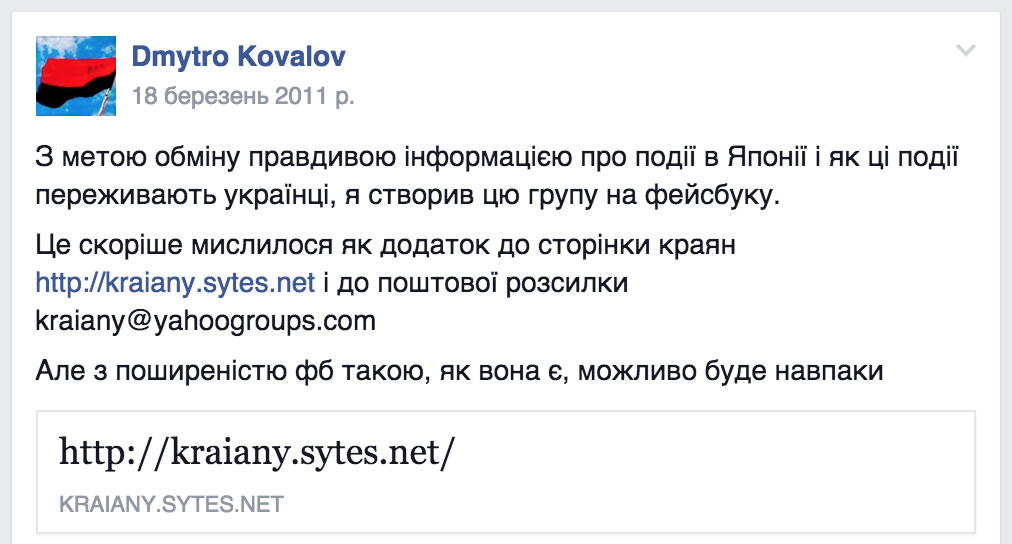 Dmytro Kovalov
18 березень 2011 р.
З метою обміну правдивою інформацією про події в Японії і як ці події
переживають українці, я створив цю групу на фейсбуку.
Це скоріше мислилося як додаток до сторінки краян
http://kraiany.sytes.net і до поштової розсилки
kraiany@yahoogroups.com
Але з поширеністю фб такою, як вона є, можливо буде навпаки
http://kraiany.sytes.net/
KRAIANY.SYTES.NET